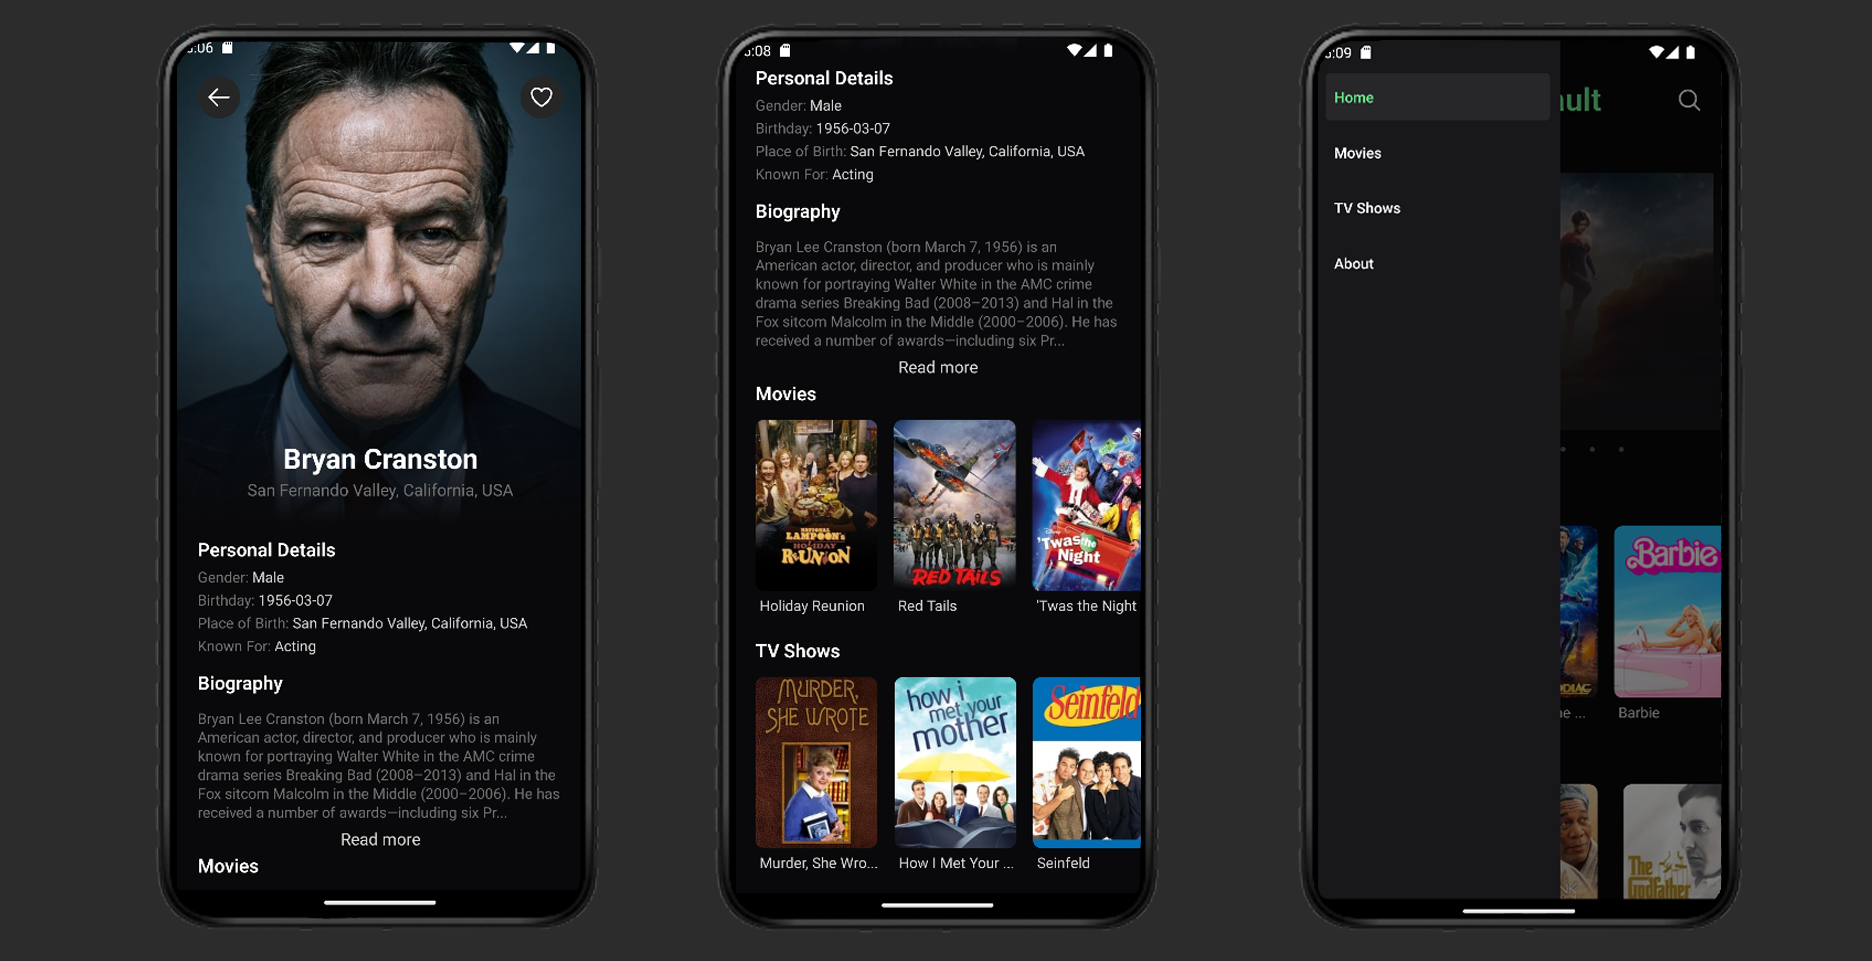 :06
Bryan Cranston
San Fernando Valley, California, USA
Personal Details
Gender: Male
Birthday: 1956-03-07
Place of Birth: San Fernando Valley, California, USA
Known For: Acting
Biography
Bryan Lee Cranston (born March 7, 1956) is an
American actor, director, and producer who is mainly
known for portraying Walter White in the AMC crime
drama series Breaking Bad (2008–2013) and Hal in the
Fox sitcom Malcolm in the Middle (2000–2006). He has
received a number of awards—including six Pr...
Read more
Movies
:08
Personal Details
Gender: Male
Birthday: 1956-03-07
Place of Birth: San Fernando Valley, California, USA
Known For: Acting
Biography
Bryan Lee Cranston (born March 7, 1956) is an
American actor, director, and producer who is mainly
known for portraying Walter White in the AMC crime
drama series Breaking Bad (2008–2013) and Hal in the
Fox sitcom Malcolm in the Middle (2000–2006). He has
received a number of awards—including six Pr...
Read more
Movies
NATIONAL
LAMPOON'S
HOLIDAY
REUNION
RED TAILS
'Twas the
Night
Holiday Reunion
Red Tails
'Twas the Night
TV Shows
MURDER,
SHE WROTE
how i
met your
mother
Seinfeld
Murder, She Wro...
How I Met Your ...
Seinfeld
:09
Home
ault
Movies
TV Shows
About
Barbie
DIAC
ne ...
Barbie
NK
The
Godfather